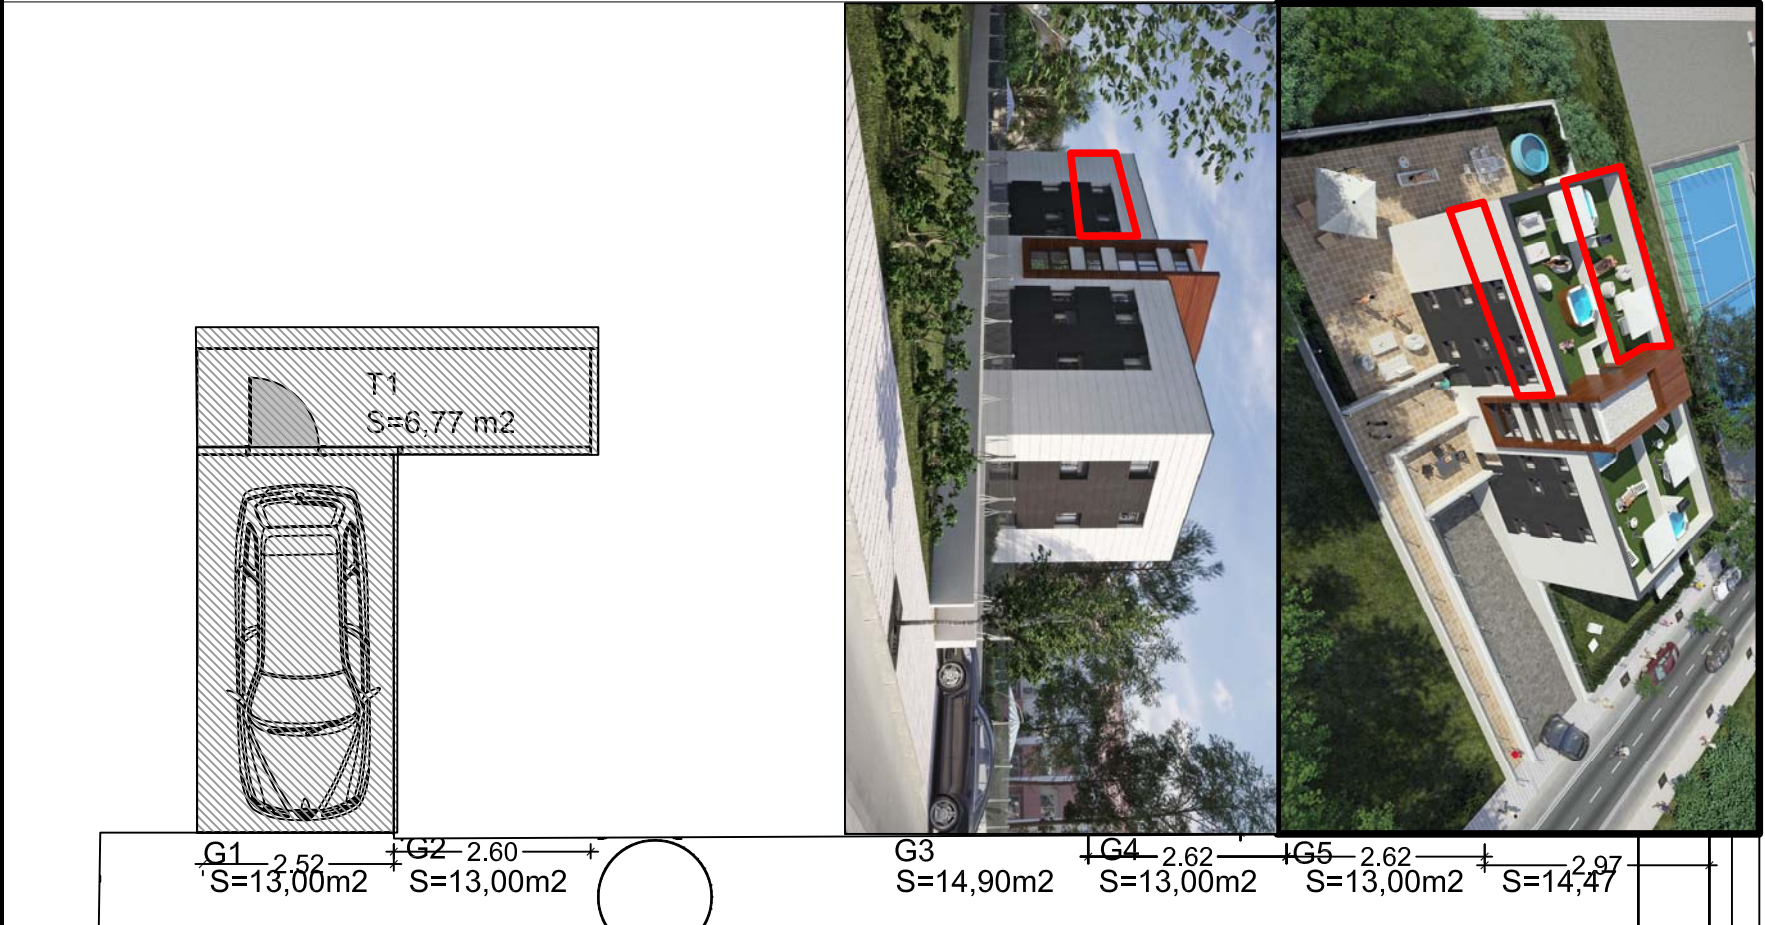 T1
S=6,77 m2
G1
2.52
S=13,00m2
G2
2.60
S=13,00m2
G3
S=14,90m2
G4
2.62
S=13,00m2
G5
2.62
S=13,00m2
2.97
S=14,47